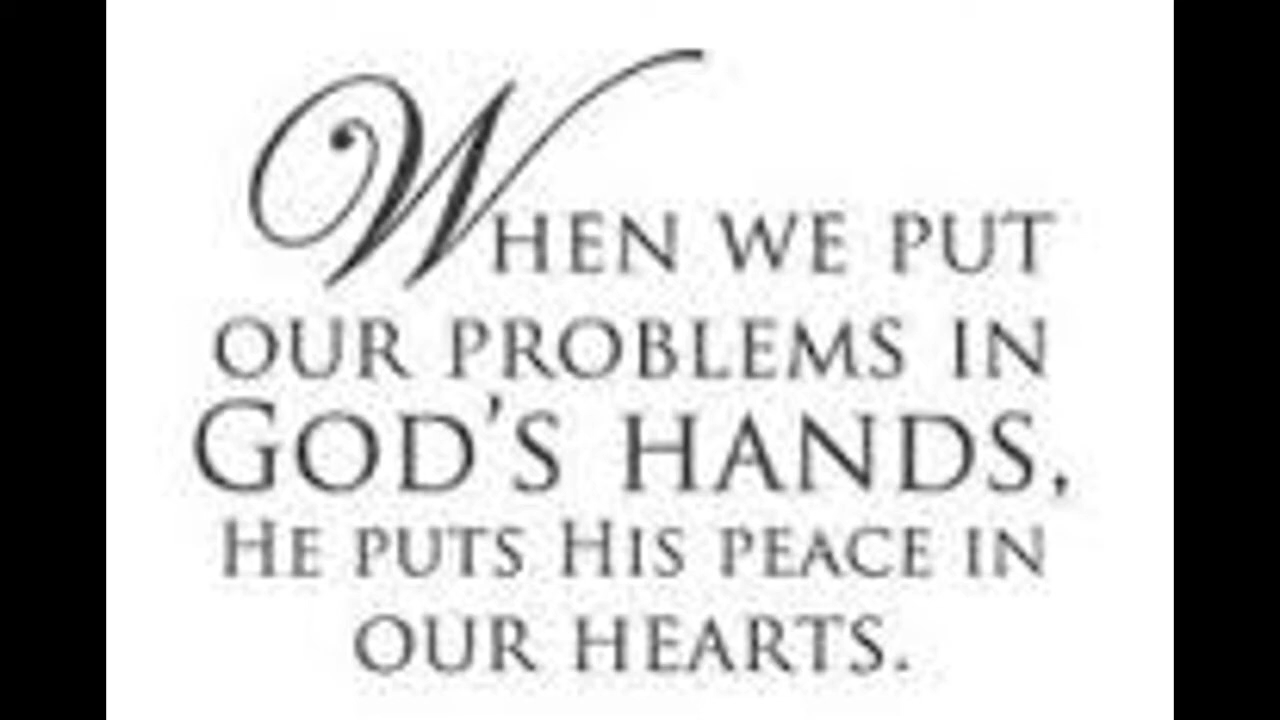 When we put
our problems in
God's hands,
He puts His peace in
our hearts.